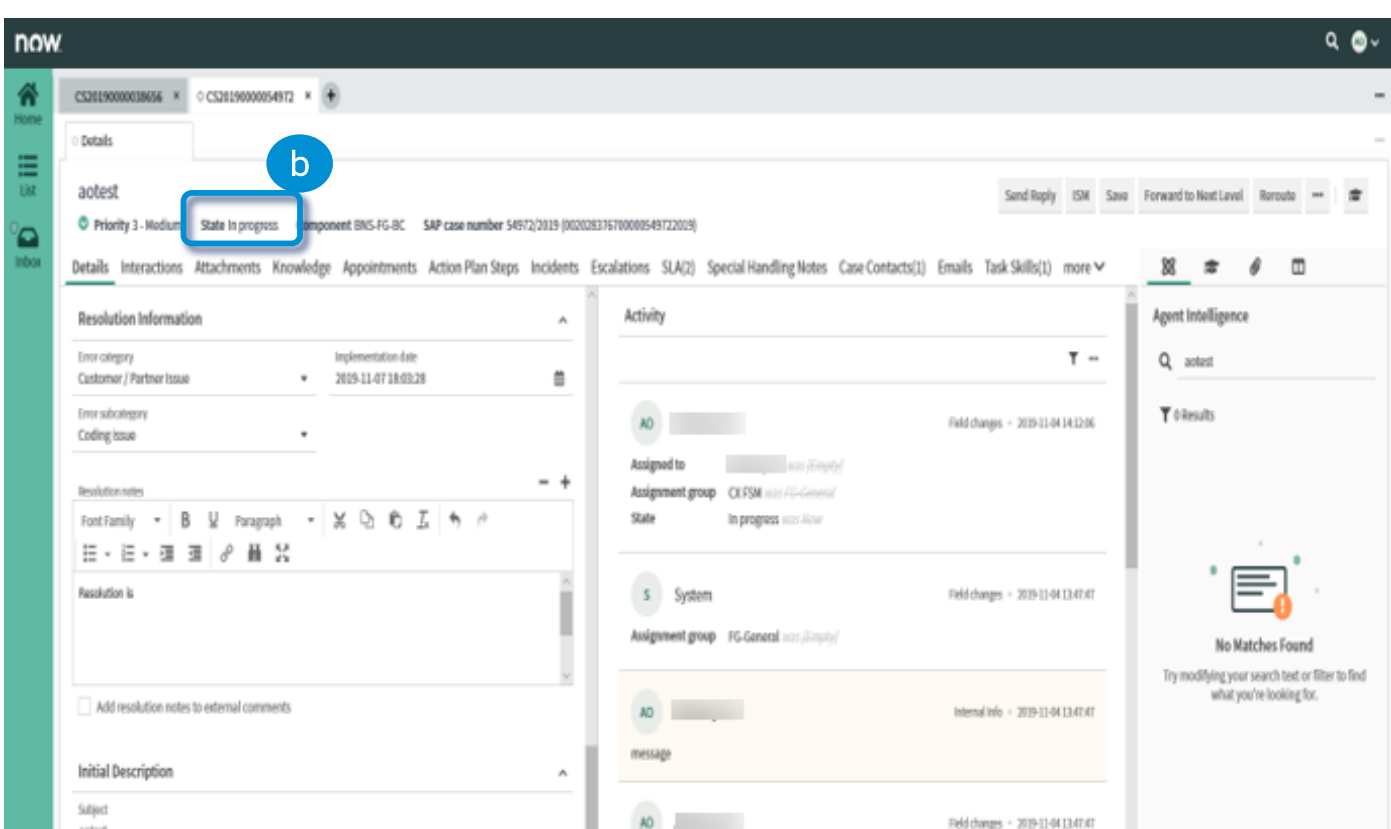 now
Home
List
Inbox
CS20190000038656 × CS20190000054972 × +
Details
b
aotest
Send Reply ISM Save Forward to Next Level Reroute
Priority 3 - Medium State In progress Component BNS-FG-BC SAP case number 54972/2019 (002028376700000549722019)
Details Interactions Attachments Knowledge Appointments Action Plan Steps Incidents Escalations SLA(2) Special Handling Notes Case Contacts(1) Emails Task Skills(1) more
Resolution Information
Error category
Customer / Partner Issue
Implementation date
2019-11-07 18:03:28
Error subcategory
Coding issue
Resolution notes
Font Family B U Paragraph
Resolution is
Add resolution notes to external comments
Initial Description
Subject
aotest
Activity
AO Field changes • 2019-11-04 14:12:06
Assigned to was [Empty]
Assignment group CX FSM was FG-General
State In progress was New
S System Field changes • 2019-11-04 13:47:47
Assignment group FG-General was [Empty]
AO Internal Info • 2019-11-04 13:47:47
message
AO Field changes • 2019-11-04 13:47:47
Agent Intelligence
aotest
0 Results
No Matches Found
Try modifying your search text or filter to find
what you're looking for.